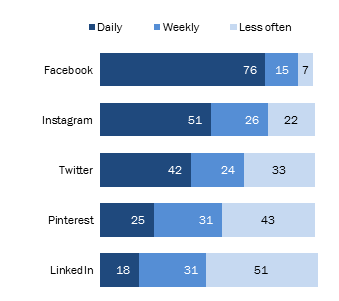 Daily Weekly Less often
Facebook 76 15 7
Instagram 51 26 22
Twitter 42 24 33
Pinterest 25 31 43
LinkedIn 18 31 51